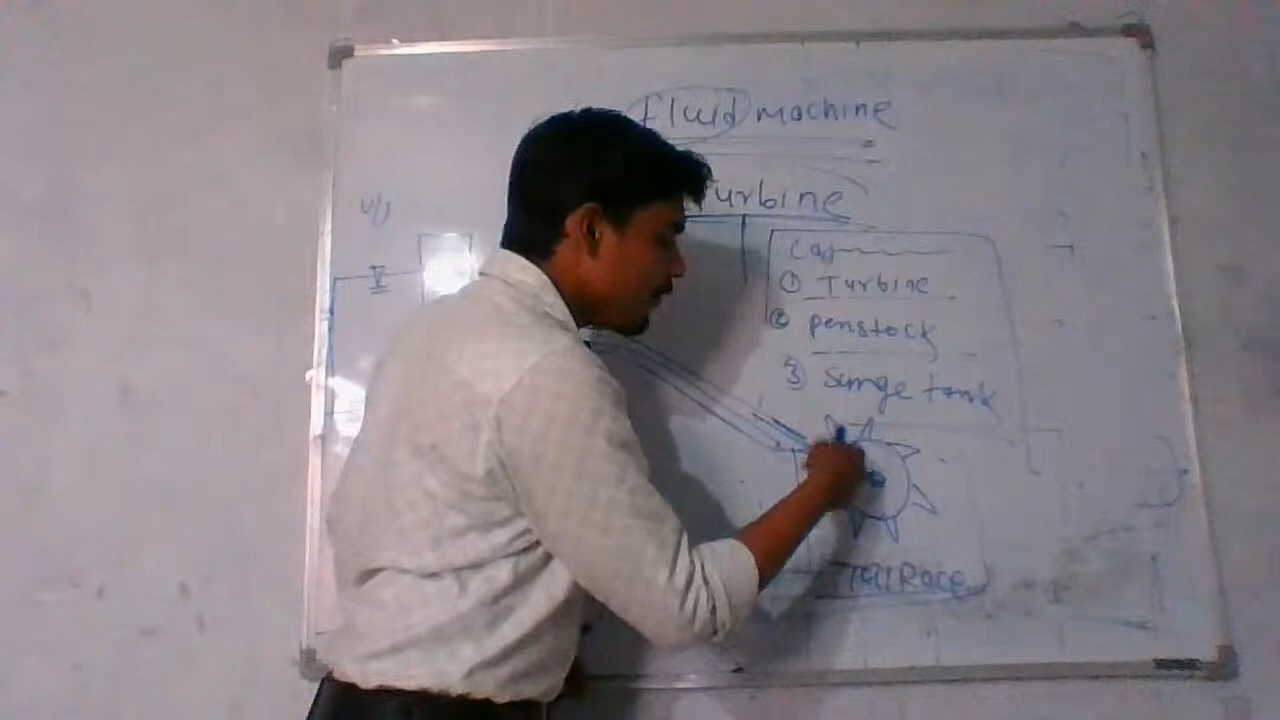 Fluid machine
Turbine
① Turbine
② penstock
③ Surge tank
Tail Race